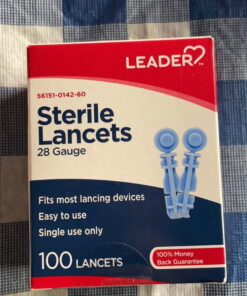 LEADER
56151-0142-60
Sterile
Lancets
28 Gauge
Fits most lancing devices
Easy to use
Single use only
100 LANCETS
100% Money
Back Guarantee